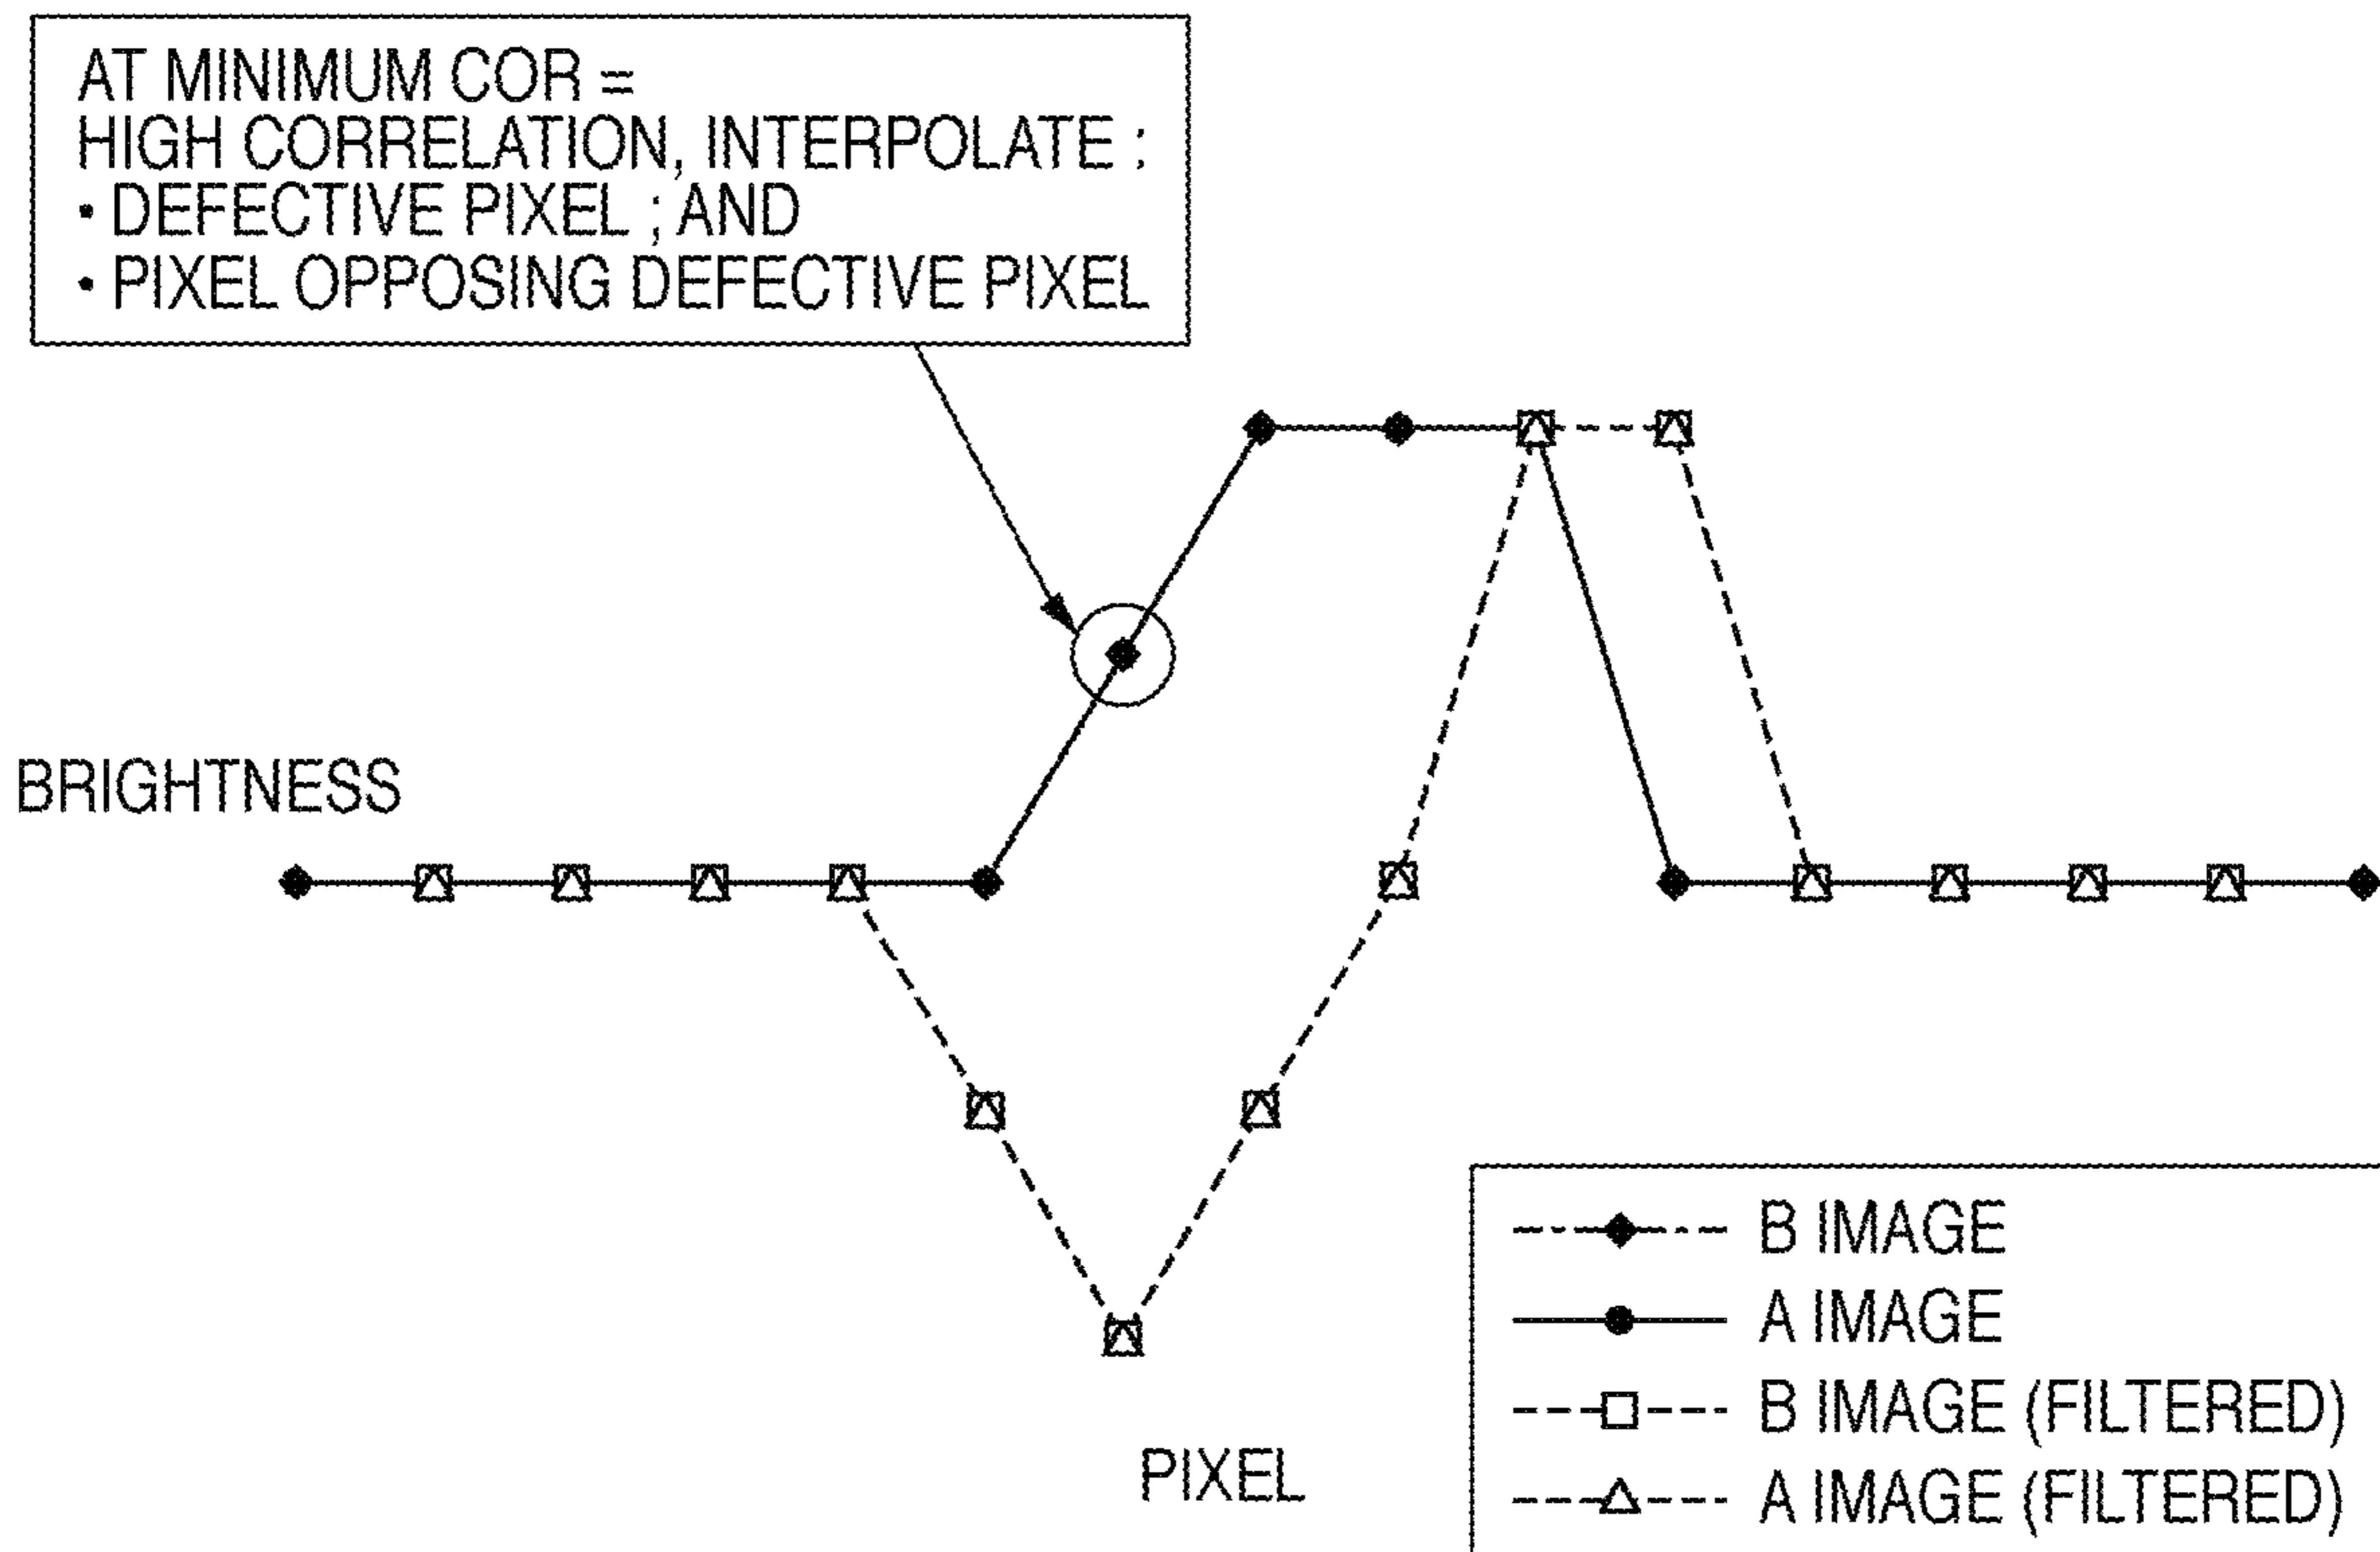 AT MINIMUM COR =
HIGH CORRELATION, INTERPOLATE :
• DEFECTIVE PIXEL ; AND
• PIXEL OPPOSING DEFECTIVE PIXEL
BRIGHTNESS
B IMAGE
A IMAGE
B IMAGE (FILTERED)
A IMAGE (FILTERED)
PIXEL